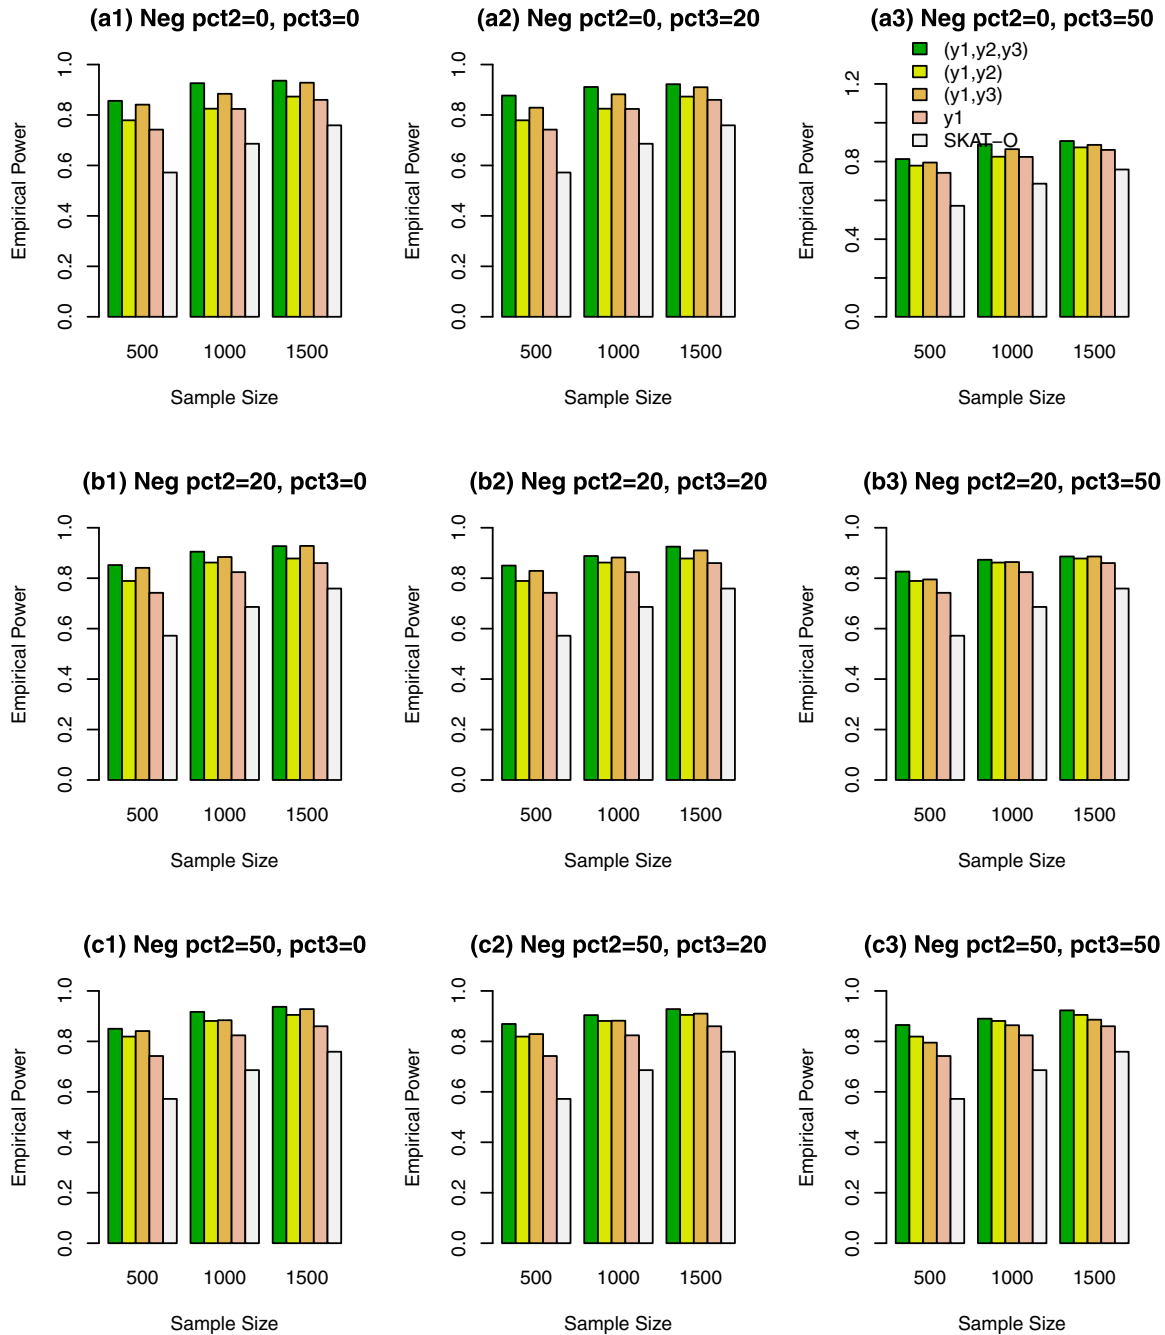 (a1) Neg pct2=0, pct3=0
Empirical Power
1.0
0.8
0.6
0.4
0.2
0.0
500 1000 1500
Sample Size
(a2) Neg pct2=0, pct3=20
Empirical Power
1.0
0.8
0.6
0.4
0.2
0.0
500 1000 1500
Sample Size
(a3) Neg pct2=0, pct3=50
(y1,y2,y3)
(y1,y2)
(y1,y3)
y1
SKAT−O
Empirical Power
1.2
0.8
0.4
0.0
500 1000 1500
Sample Size
(b1) Neg pct2=20, pct3=0
Empirical Power
1.0
0.8
0.6
0.4
0.2
0.0
500 1000 1500
Sample Size
(b2) Neg pct2=20, pct3=20
Empirical Power
1.0
0.8
0.6
0.4
0.2
0.0
500 1000 1500
Sample Size
(b3) Neg pct2=20, pct3=50
Empirical Power
1.0
0.8
0.6
0.4
0.2
0.0
500 1000 1500
Sample Size
(c1) Neg pct2=50, pct3=0
Empirical Power
1.0
0.8
0.6
0.4
0.2
0.0
500 1000 1500
Sample Size
(c2) Neg pct2=50, pct3=20
Empirical Power
1.0
0.8
0.6
0.4
0.2
0.0
500 1000 1500
Sample Size
(c3) Neg pct2=50, pct3=50
Empirical Power
1.0
0.8
0.6
0.4
0.2
0.0
500 1000 1500
Sample Size